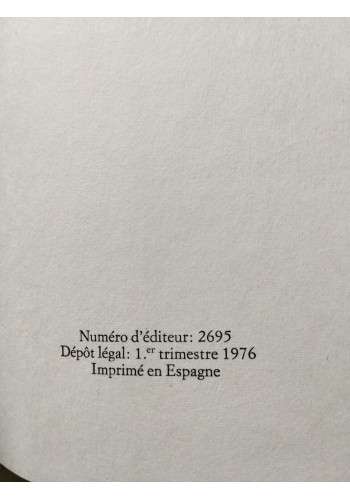 Numéro d'éditeur: 2695
Dépôt légal: 1.er trimestre 1976
Imprimé en Espagne